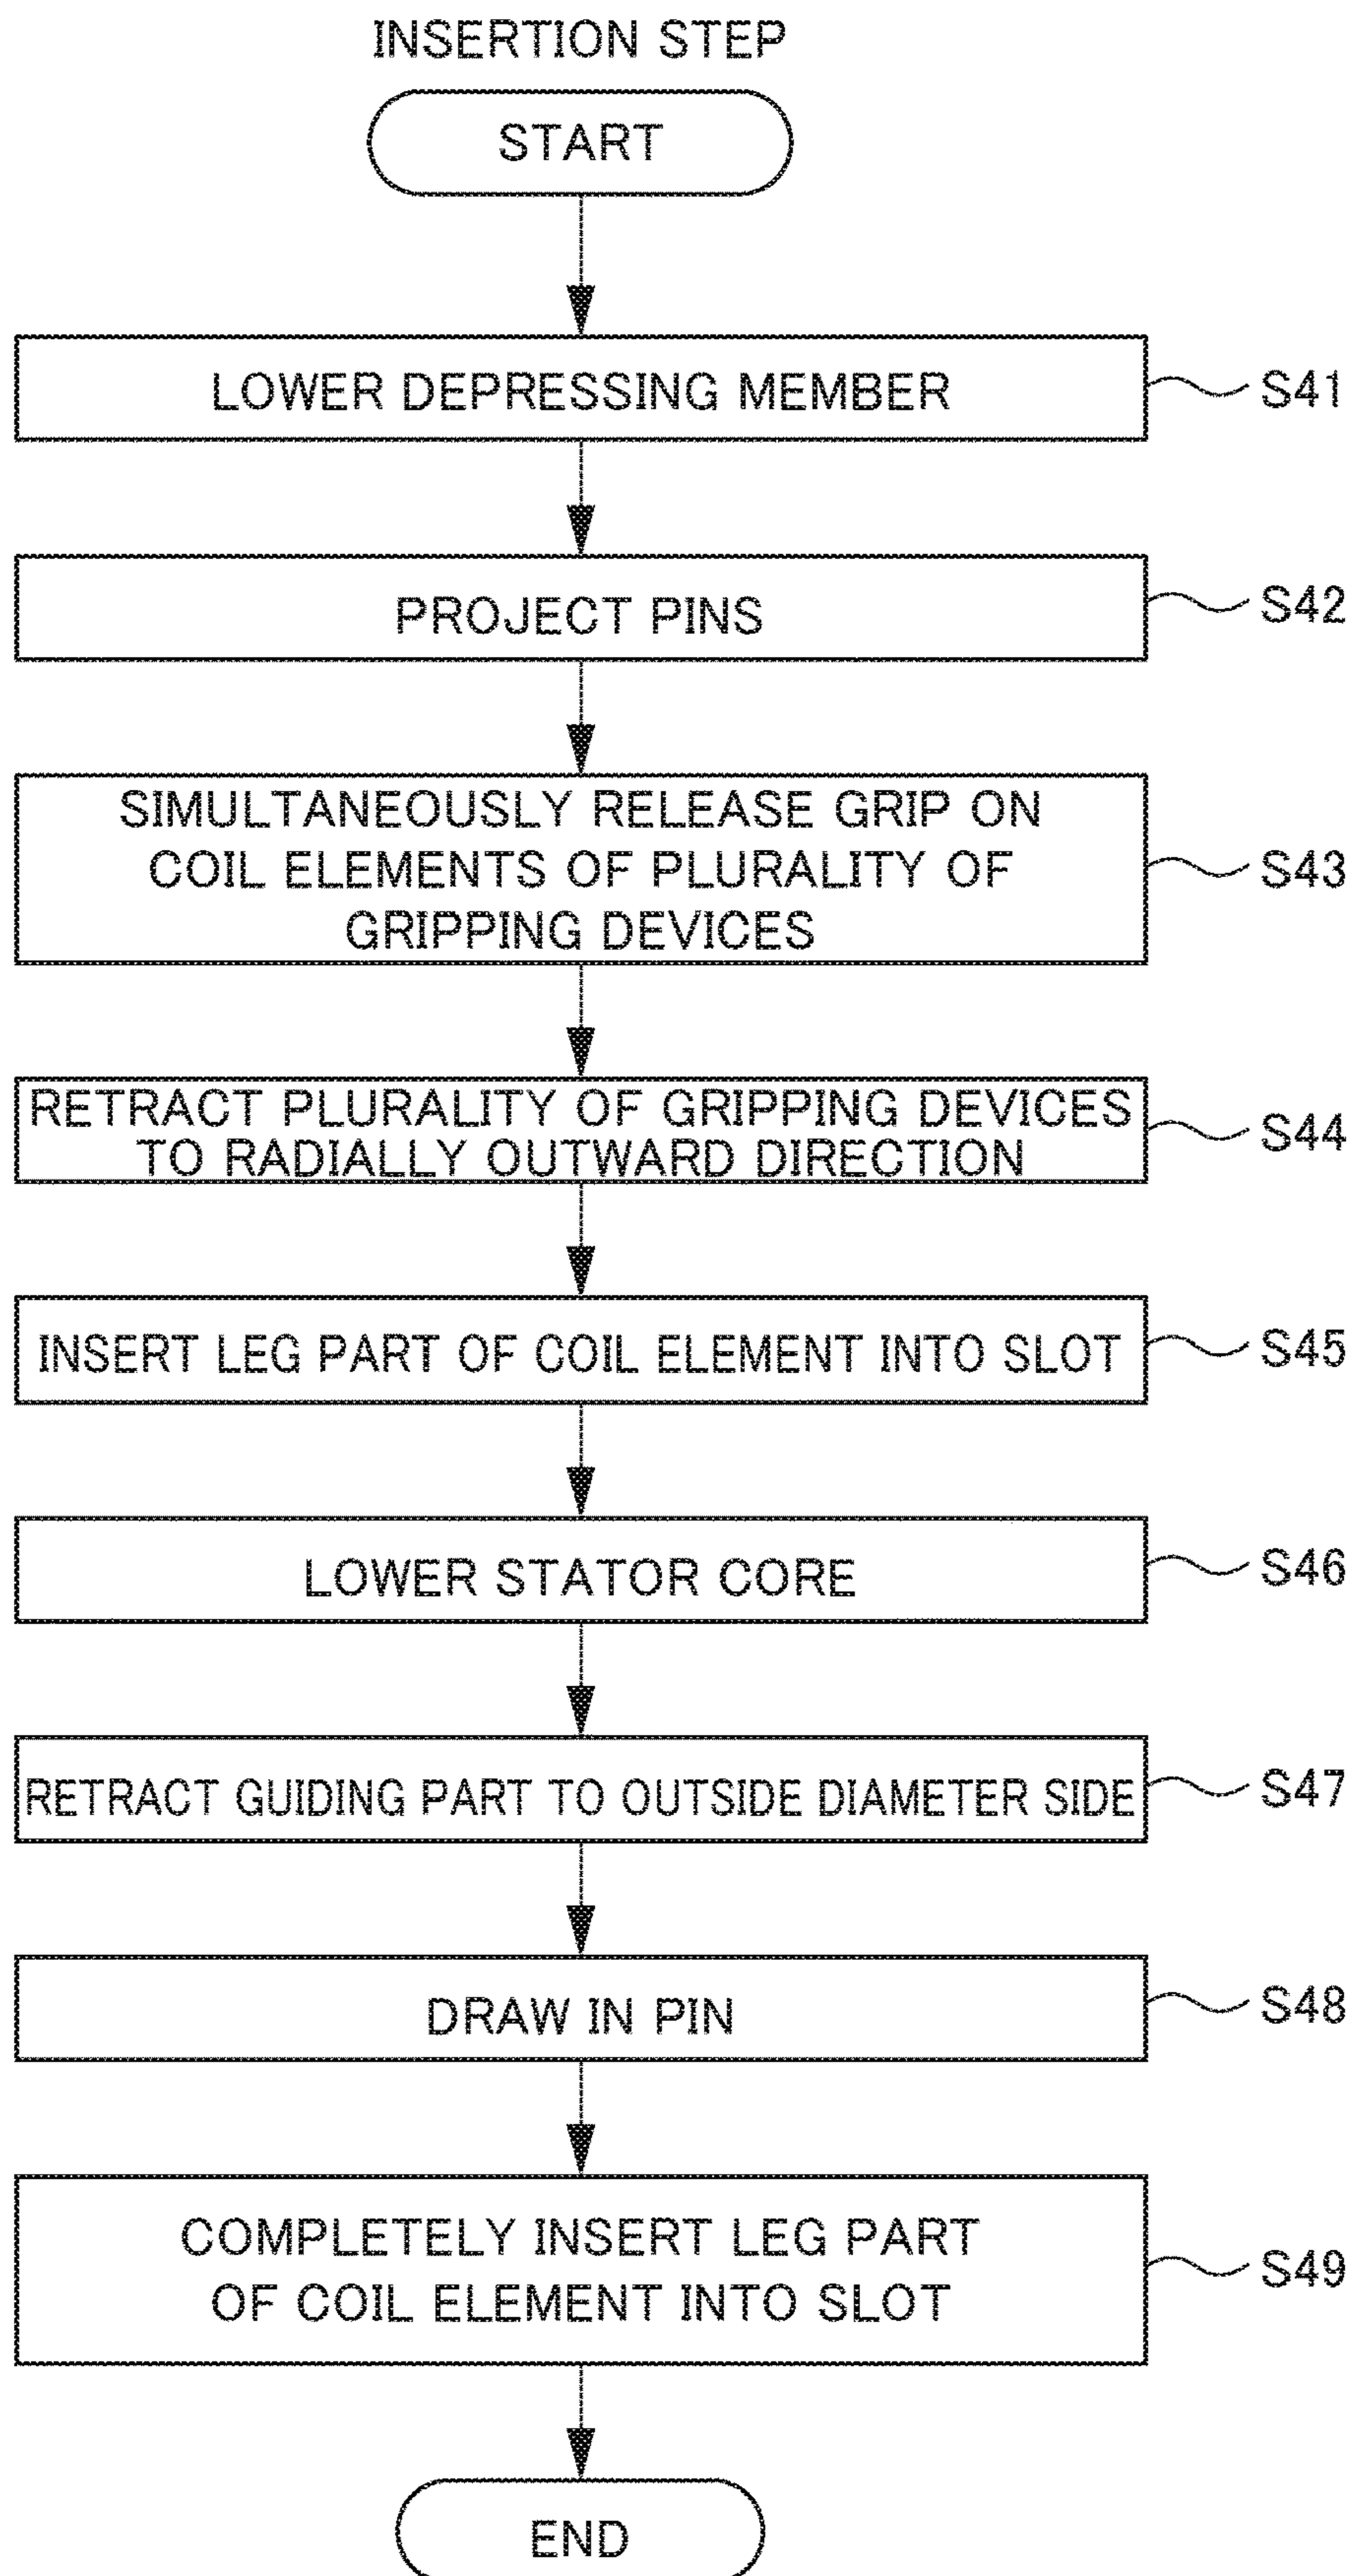 INSERTION STEP
START
LOWER DEPRESSING MEMBER
S41
PROJECT PINS
S42
SIMULTANEOUSLY RELEASE GRIP ON
COIL ELEMENTS OF PLURALITY OF
GRIPPING DEVICES
S43
RETRACT PLURALITY OF GRIPPING DEVICES
TO RADIALLY OUTWARD DIRECTION
S44
INSERT LEG PART OF COIL ELEMENT INTO SLOT
S45
LOWER STATOR CORE
S46
RETRACT GUIDING PART TO OUTSIDE DIAMETER SIDE
S47
DRAW IN PIN
S48
COMPLETELY INSERT LEG PART
OF COIL ELEMENT INTO SLOT
S49
END